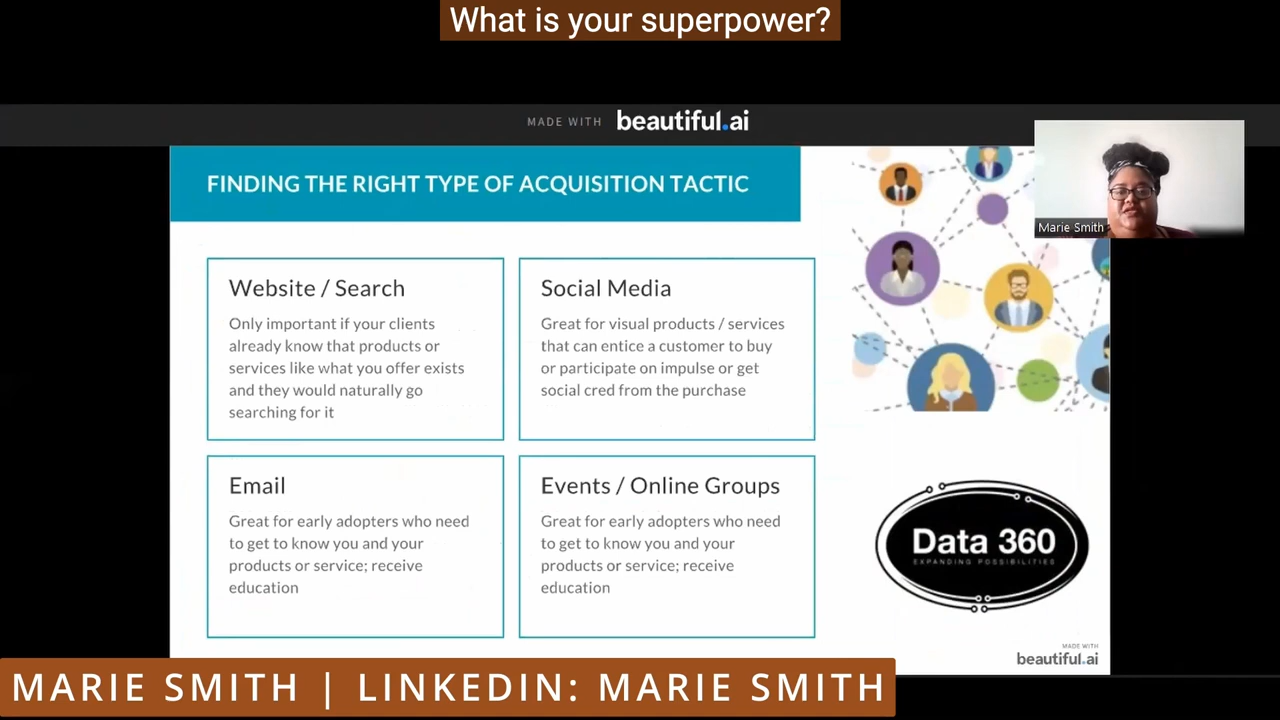 What is your superpower?
MADE WITH beautiful.ai
FINDING THE RIGHT TYPE OF ACQUISITION TACTIC
Marie Smith
Website / Search
Only important if your clients
already know that products or
services like what you offer exists
and they would naturally go
searching for it
Social Media
Great for visual products / services
that can entice a customer to buy
or participate on impulse or get
social cred from the purchase
Email
Great for early adopters who need
to get to know you and your
products or service; receive
education
Events / Online Groups
Great for early adopters who need
to get to know you and your
products or service; receive
education
Data 360
EXPANDING POSSIBILITIES
MADE WITH
beautiful.ai
MARIE SMITH | LINKEDIN: MARIE SMITH